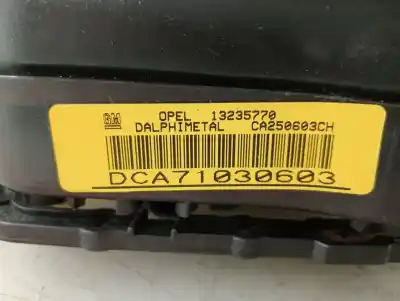 GM OPEL 13235770
DALPHIMETAL CA250603CH
DCA71030603